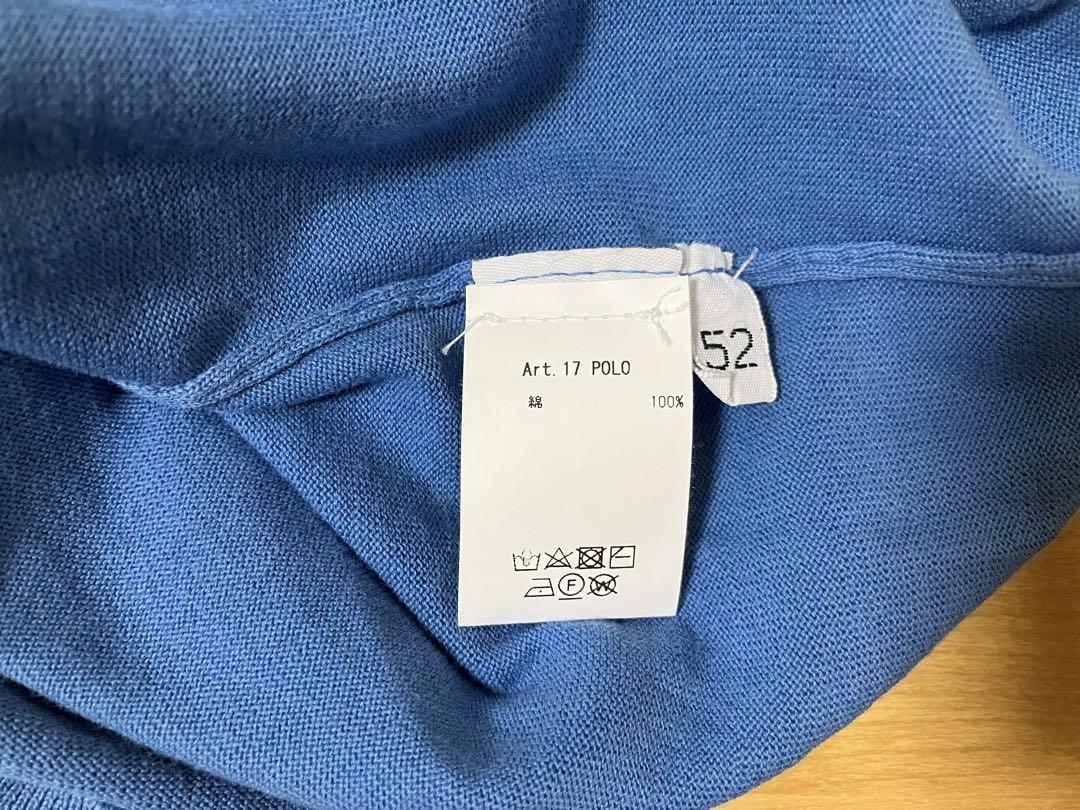 Art.17 POLO
綿 100%
F
W
52